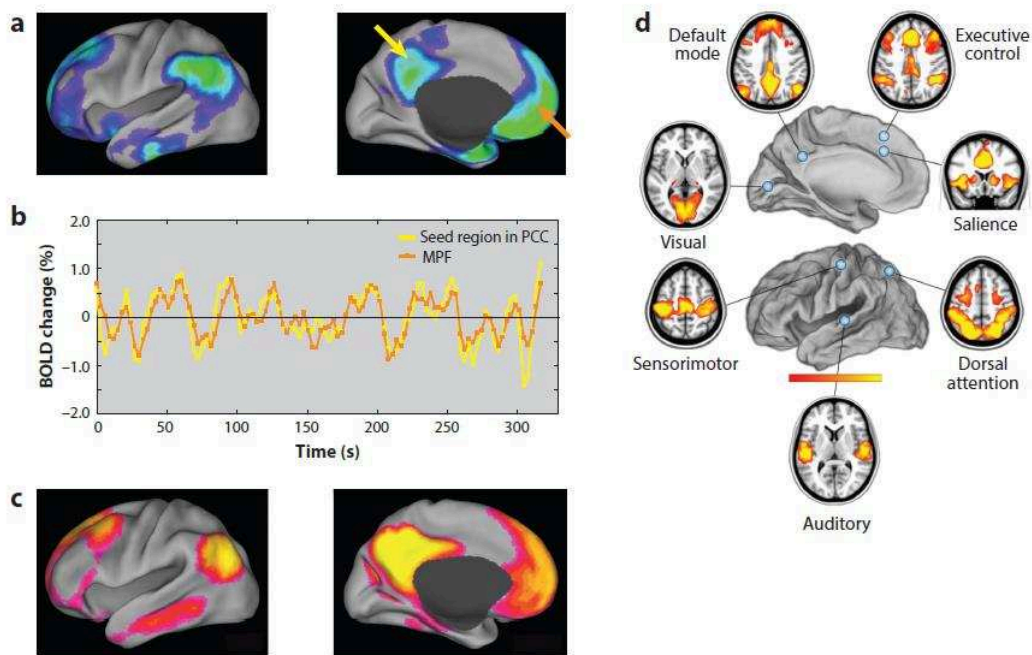 a
b
2.0
1.0
0
–1.0
–2.0
BOLD change (%)
Seed region in PCC
MPF
0
50
100
150
200
250
300
Time (s)
c
d
Default
mode
Executive
control
Visual
Salience
Sensorimotor
Dorsal
attention
Auditory